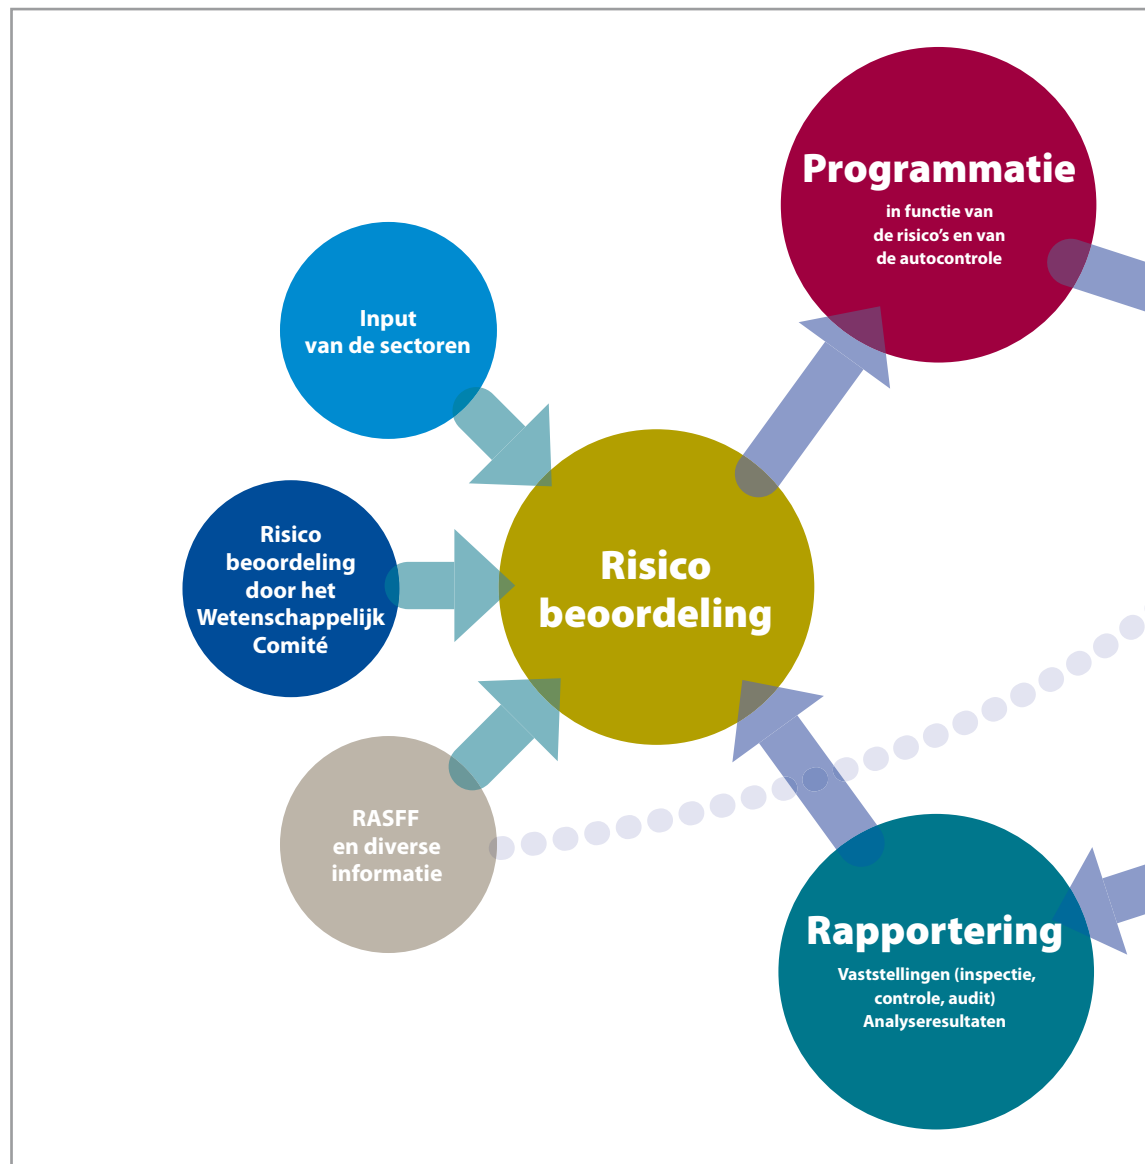 Programmatie
in functie van
de risico's en van
de autocontrole
Input
van de sectoren
Risico
beoordeling
door het
Wetenschappelijk
Comité
Risico
beoordeling
RASFF
en diverse
informatie
Rapportering
Vaststellingen (inspectie,
controle, audit)
Analyseresultaten